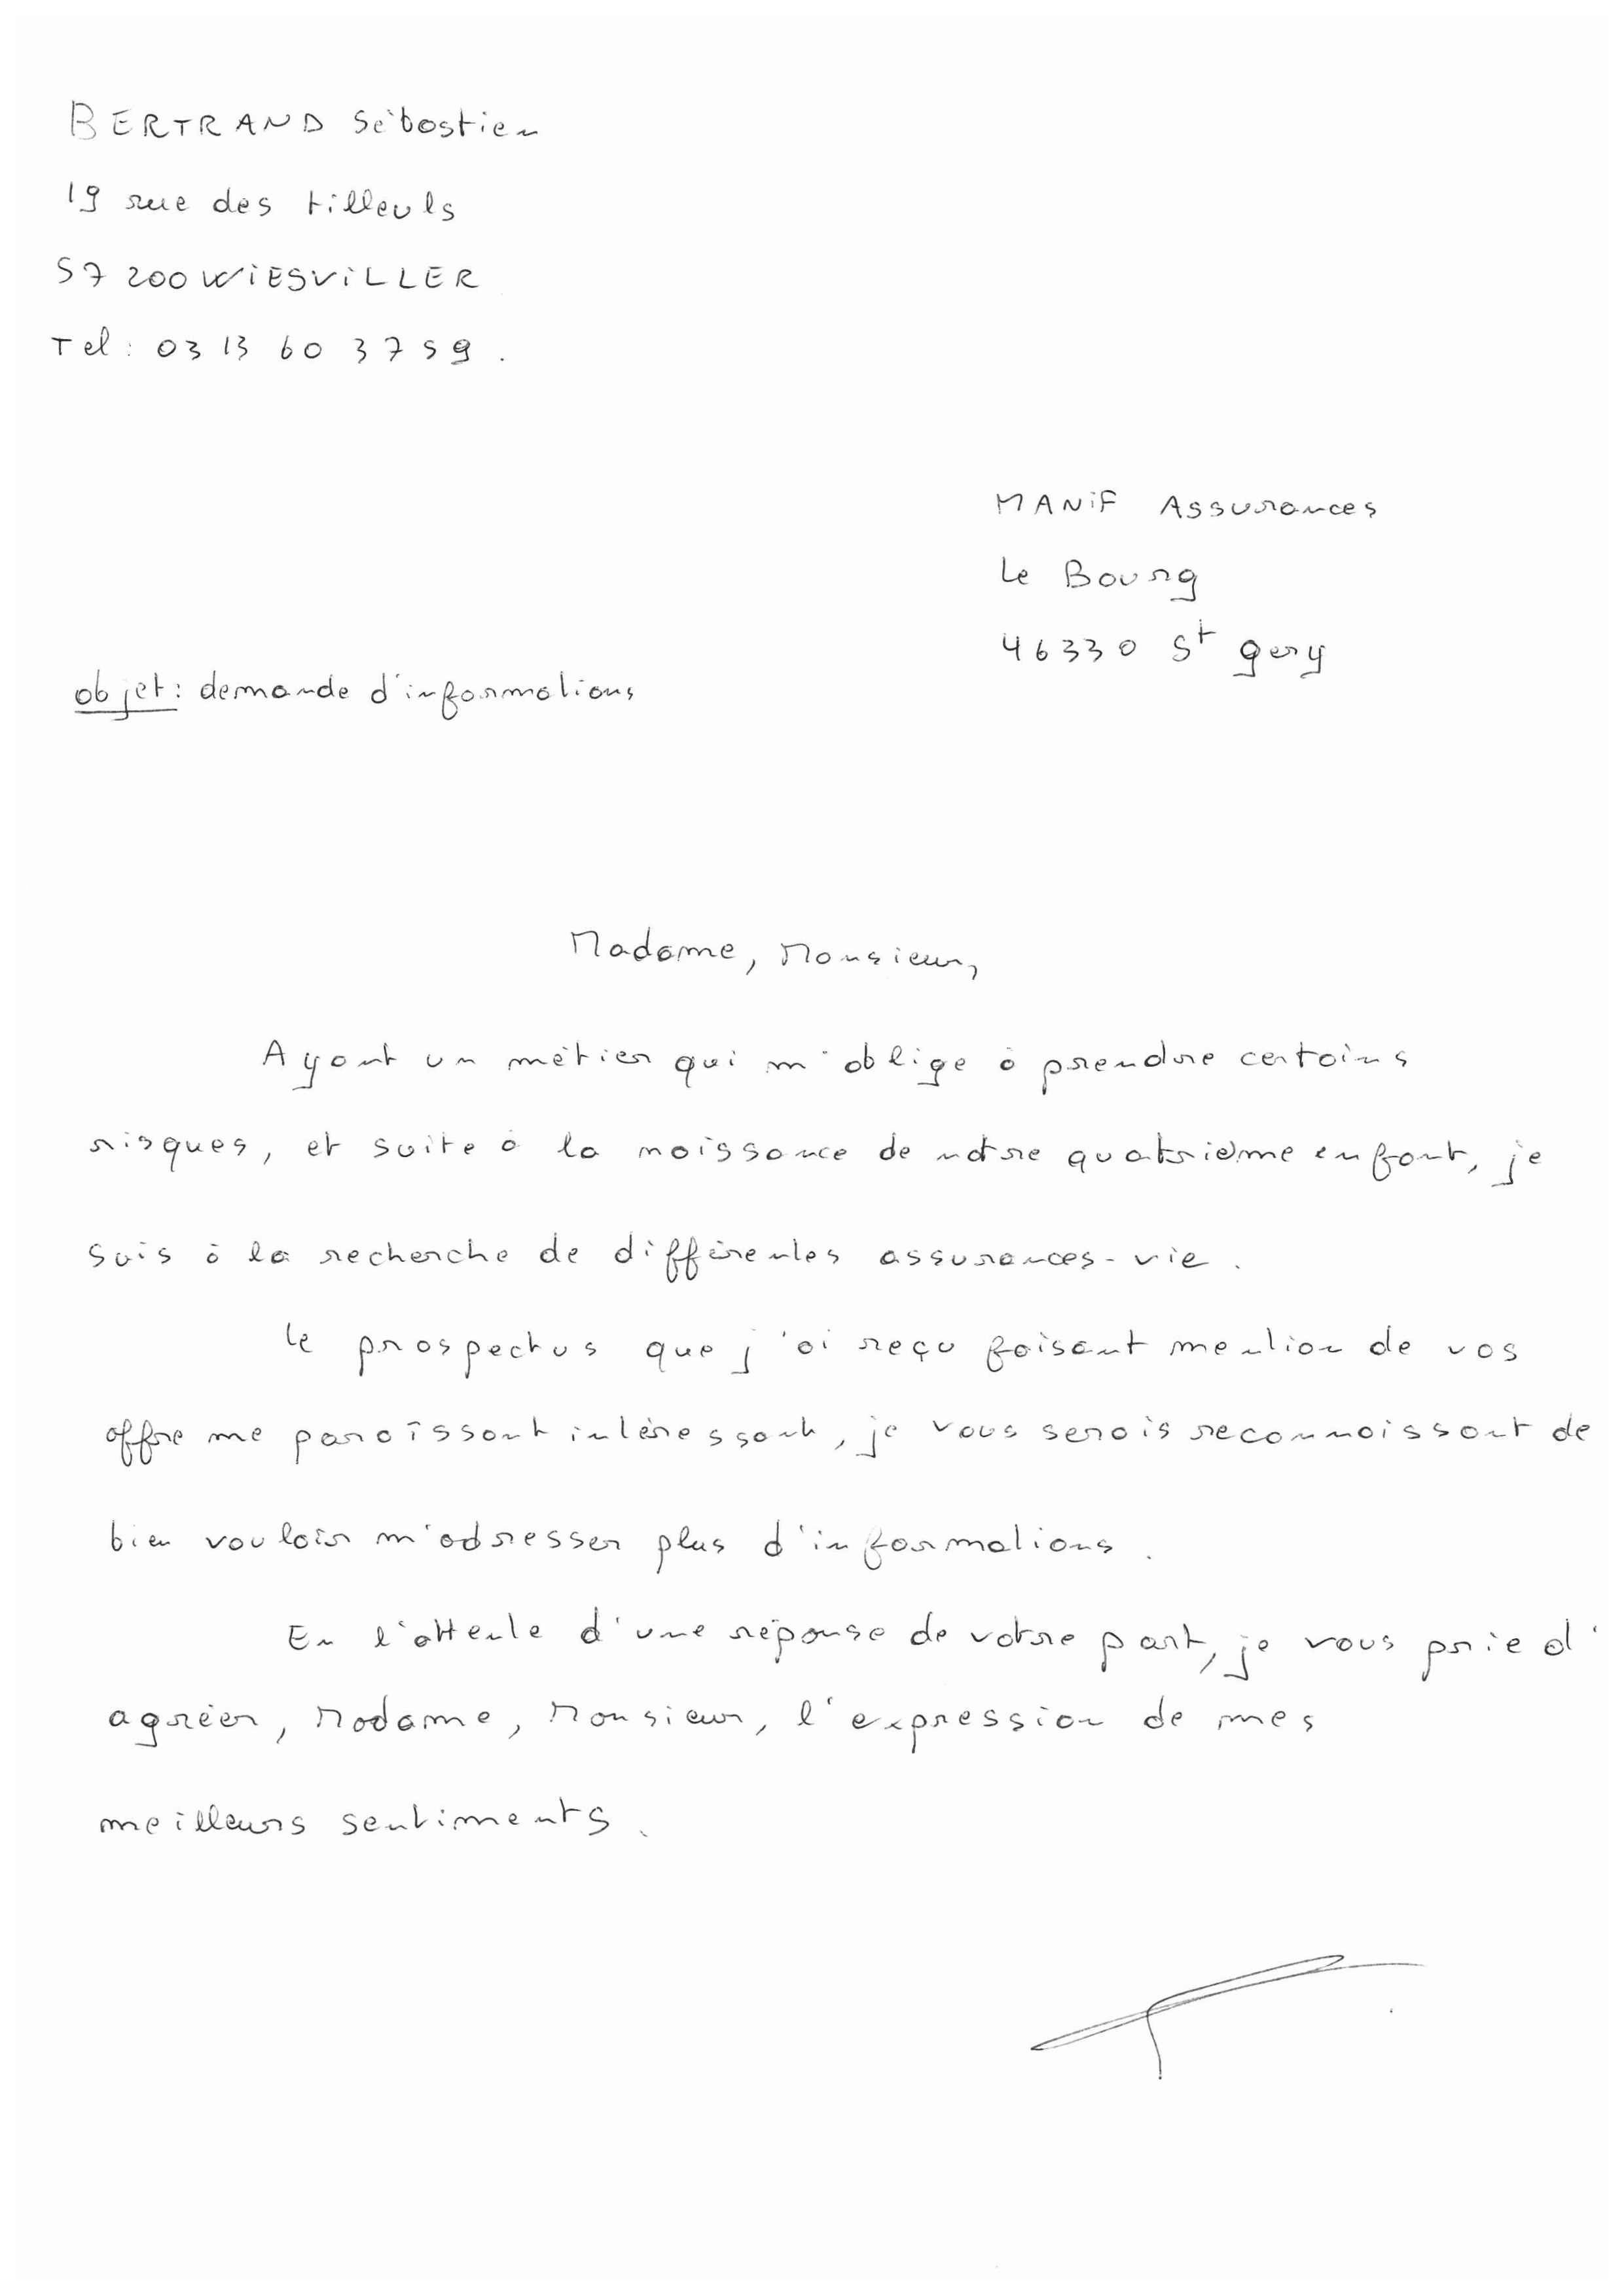 BERTRAND Sébastien
19 rue des tilleuls
57 200 WIESVILLER
Tel : 03 13 60 37 59.
MANIF Assurances
Le Bourg
46330 St gery
objet : demande d'informations
Madame, Monsieur,
Ayant un métier qui m'oblige à prendre certains
risques, et suite à la naissance de notre quatrième enfant, je
suis à la recherche de différentes assurances-vie.
Le prospectus que j'ai reçu faisant mention de vos
offre me paraîssant intéressant, je vous serais reconnaissant de
bien vouloir m'adresser plus d'informations.
En l'attente d'une réponse de votre part, je vous prie d'
agréer, Madame, Monsieur, l'expression de mes
meilleurs sentiments.